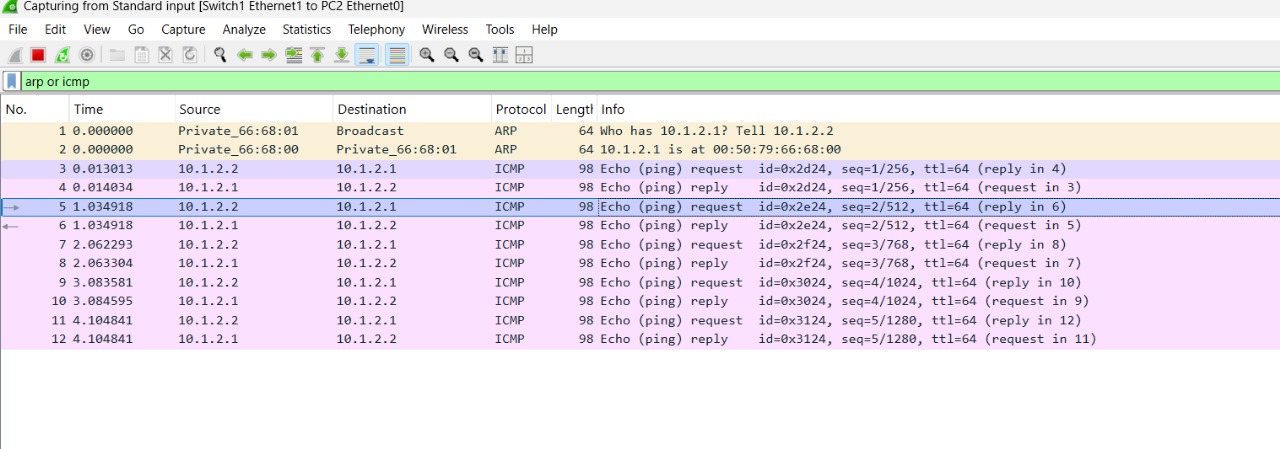 Capturing from Standard input [Switch1 Ethernet1 to PC2 Ethernet0]
File Edit View Go Capture Analyze Statistics Telephony Wireless Tools Help
arp or icmp
No. Time Source Destination Protocol Length Info
1 0.000000 Private_66:68:01 Broadcast ARP 64 Who has 10.1.2.1? Tell 10.1.2.2
2 0.000000 Private_66:68:00 Private_66:68:01 ARP 64 10.1.2.1 is at 00:50:79:66:68:00
3 0.013013 10.1.2.2 10.1.2.1 ICMP 98 Echo (ping) request id=0x2d24, seq=1/256, ttl=64 (reply in 4)
4 0.014034 10.1.2.1 10.1.2.2 ICMP 98 Echo (ping) reply id=0x2d24, seq=1/256, ttl=64 (request in 3)
5 1.034918 10.1.2.2 10.1.2.1 ICMP 98 Echo (ping) request id=0x2e24, seq=2/512, ttl=64 (reply in 6)
6 1.034918 10.1.2.1 10.1.2.2 ICMP 98 Echo (ping) reply id=0x2e24, seq=2/512, ttl=64 (request in 5)
7 2.062293 10.1.2.2 10.1.2.1 ICMP 98 Echo (ping) request id=0x2f24, seq=3/768, ttl=64 (reply in 8)
8 2.063304 10.1.2.1 10.1.2.2 ICMP 98 Echo (ping) reply id=0x2f24, seq=3/768, ttl=64 (request in 7)
9 3.083581 10.1.2.2 10.1.2.1 ICMP 98 Echo (ping) request id=0x3024, seq=4/1024, ttl=64 (reply in 10)
10 3.084595 10.1.2.1 10.1.2.2 ICMP 98 Echo (ping) reply id=0x3024, seq=4/1024, ttl=64 (request in 9)
11 4.104841 10.1.2.2 10.1.2.1 ICMP 98 Echo (ping) request id=0x3124, seq=5/1280, ttl=64 (reply in 12)
12 4.104841 10.1.2.1 10.1.2.2 ICMP 98 Echo (ping) reply id=0x3124, seq=5/1280, ttl=64 (request in 11)